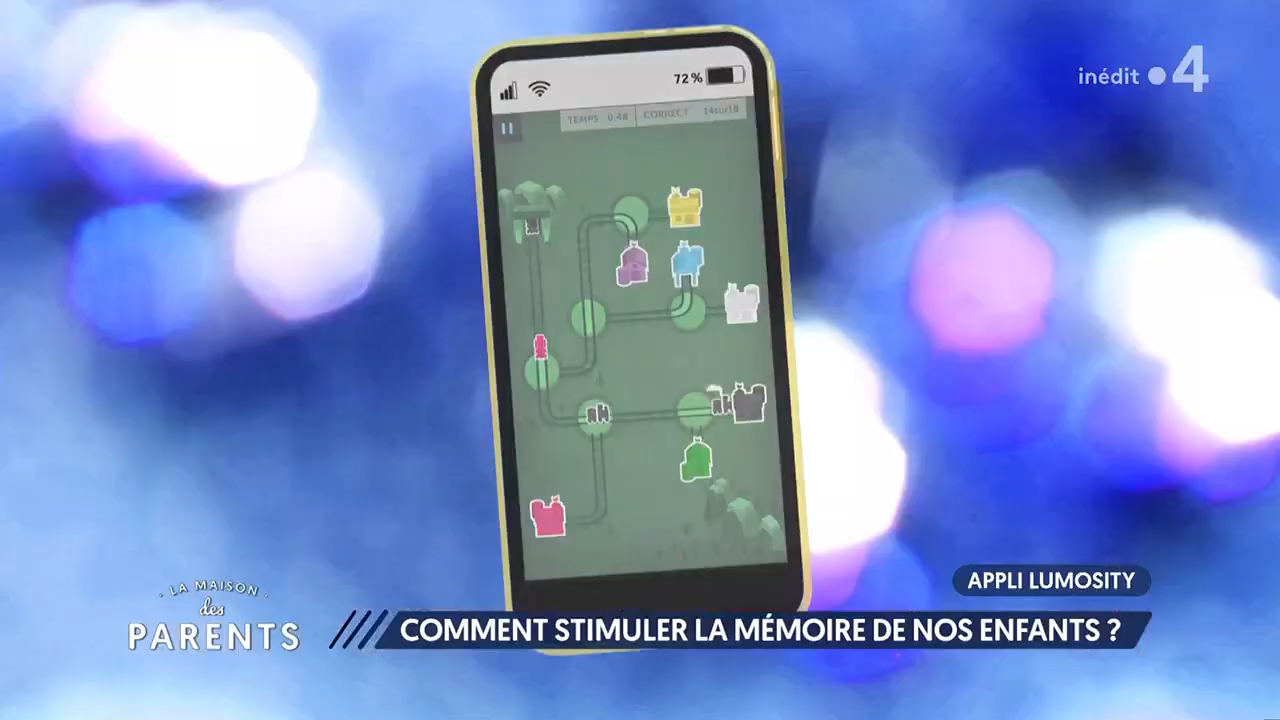 inédit 4
72%
TEMPS 0:48 CORRECT 14sur18
APPLI LUMOSITY
· LA MAISON ·
des
PARENTS
COMMENT STIMULER LA MÉMOIRE DE NOS ENFANTS ?